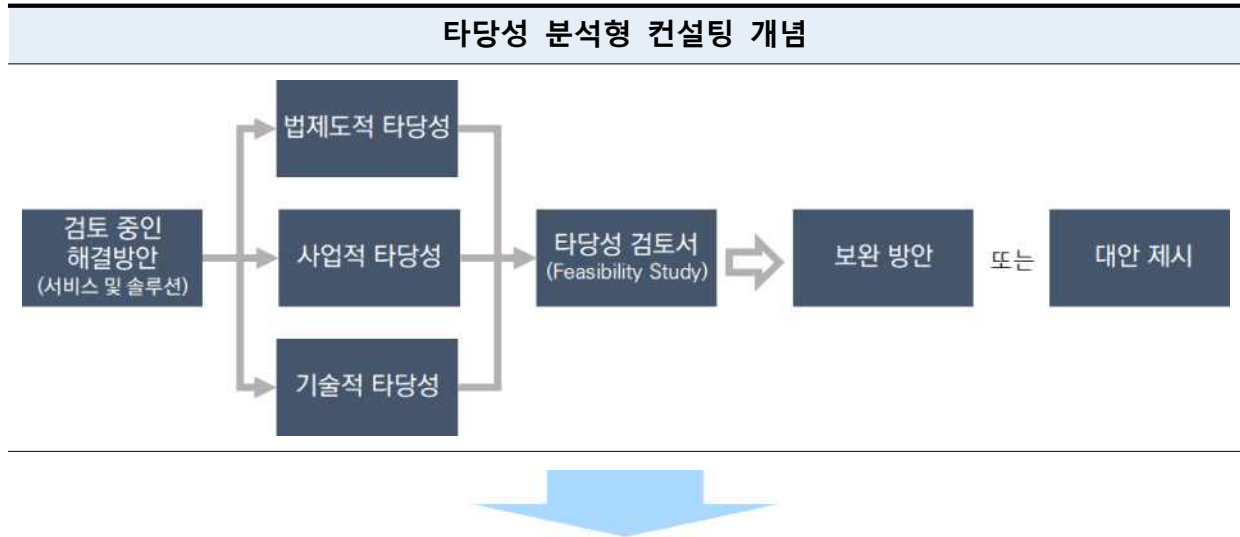 타당성 분석형 컨설팅 개념
법제도적 타당성
검토 중인
해결방안
(서비스 및 솔루션)
사업적 타당성
기술적 타당성
타당성 검토서
(Feasibility Study)
보완 방안
또는
대안 제시